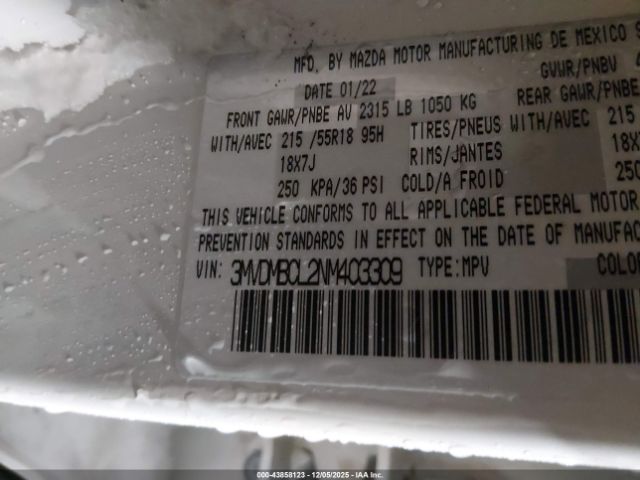 MFD. BY MAZDA MOTOR MANUFACTURING DE MEXICO S
DATE 01/22 GVWR/PNBV
FRONT GAWR/PNBE AV 2315 LB 1050 KG REAR GAWR/PNBE
WITH/AVEC 215 /55R18 95H TIRES/PNEUS WITH/AVEC 215
18X7J RIMS/JANTES 18X
250 KPA/36 PSI COLD/A FROID 250
THIS VEHICLE CONFORMS TO ALL APPLICABLE FEDERAL MOTOR
PREVENTION STANDARDS IN EFFECT ON THE DATE OF MANUFAC
VIN: 3MVDMBCL2NM403309 TYPE:MPV COLO
000-43858123 - 12/05/2025 - IAAI.COM